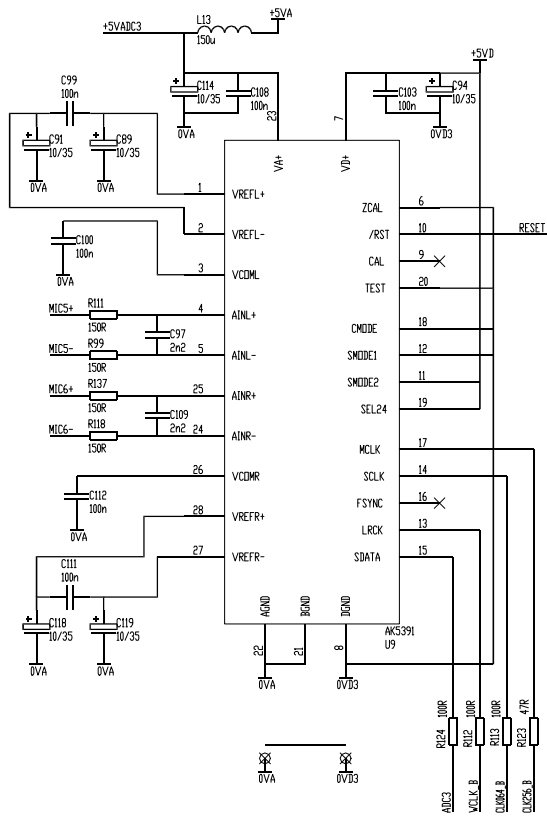 +5VADC3
L13
150u
+5VA
+5VD
C99
100n
C114
10/35
C108
100n
23
7
C103
100n
C94
10/35
0VA
0VD3
C91
10/35
C89
10/35
0VA
0VA
VA+
VD+
1
VREFL+
ZCAL
6
2
VREFL-
/RST
10
RESET
C100
100n
0VA
3
VCOML
CAL
9
TEST
20
MIC5+
R111
150R
4
AINL+
C97
2n2
CMODE
18
MIC5-
R99
150R
5
AINL-
SMODE1
12
MIC6+
R137
150R
25
AINR+
SMODE2
11
C109
2n2
SEL24
19
MIC6-
R118
150R
24
AINR-
MCLK
17
26
VCOMR
SCLK
14
C112
100n
0VA
28
VREFR+
FSYNC
16
LRCK
13
C111
100n
27
VREFR-
SDATA
15
C118
10/35
C119
10/35
0VA
0VA
AGND
BGND
DGND
AK5391
U9
22
21
8
0VA
0VD3
R124
100R
R112
100R
R113
100R
R123
47R
0VA
0VD3
ADC3
WCLK_B
CLK064_B
CLK256_B